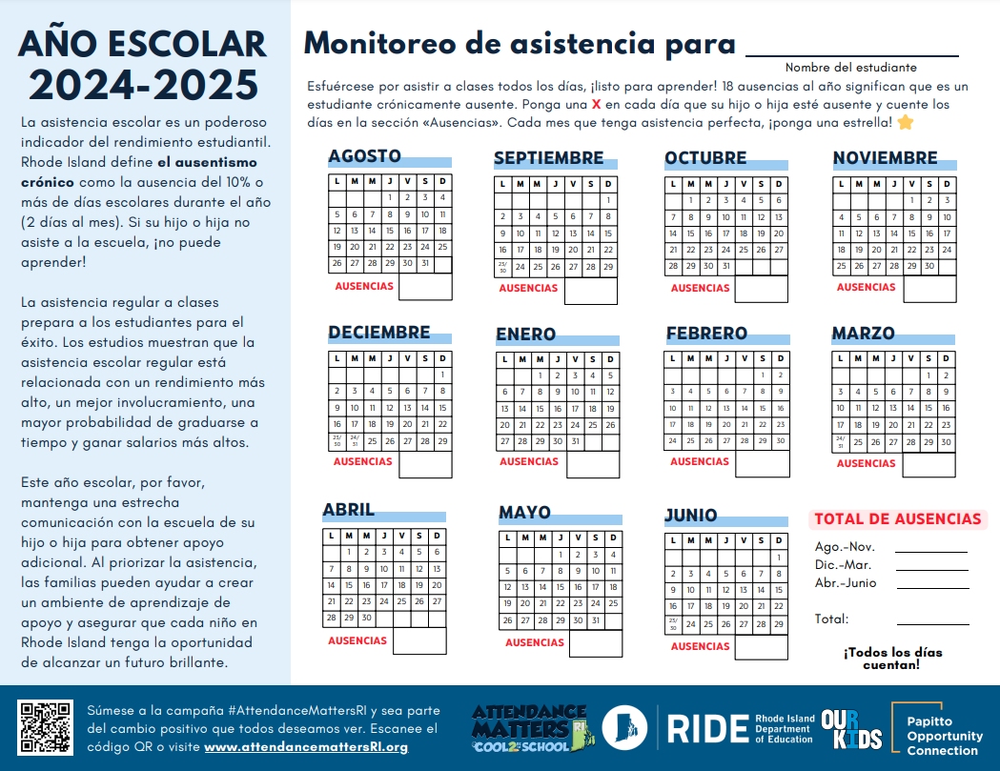 AÑO ESCOLAR
2024-2025
La asistencia escolar es un poderoso
indicador del rendimiento estudiantil.
Rhode Island define el ausentismo
crónico como la ausencia del 10% o
más de días escolares durante el año
(2 días al mes). Si su hijo o hija no
asiste a la escuela, ¡no puede
aprender!
La asistencia regular a clases
prepara a los estudiantes para el
éxito. Los estudios muestran que la
asistencia escolar regular está
relacionada con un rendimiento más
alto, un mejor involucramiento, una
mayor probabilidad de graduarse a
tiempo y ganar salarios más altos.
Este año escolar, por favor,
mantenga una estrecha
comunicación con la escuela de su
hijo o hija para obtener apoyo
adicional. Al priorizar la asistencia,
las familias pueden ayudar a crear
un ambiente de aprendizaje de
apoyo y asegurar que cada niño en
Rhode Island tenga la oportunidad
de alcanzar un futuro brillante.
Monitoreo de asistencia para
Nombre del estudiante
Esfuércese por asistir a clases todos los días, ¡listo para aprender! 18 ausencias al año significan que es un
estudiante crónicamente ausente. Ponga una X en cada día que su hijo o hija esté ausente y cuente los
días en la sección «Ausencias». Cada mes que tenga asistencia perfecta, ¡ponga una estrella!
AGOSTO
L M M J V S D
1 2 3 4
5 6 7 8 9 10 11
12 13 14 15 16 17 18
19 20 21 22 23 24 25
26 27 28 29 30 31
AUSENCIAS
SEPTIEMBRE
L M M J V S D
1
2 3 4 5 6 7 8
9 10 11 12 13 14 15
16 17 18 19 20 21 22
23/30 24 25 26 27 28 29
AUSENCIAS
OCTUBRE
L M M J V S D
1 2 3 4 5 6
7 8 9 10 11 12 13
14 15 16 17 18 19 20
21 22 23 24 25 26 27
28 29 30 31
AUSENCIAS
NOVIEMBRE
L M M J V S D
1 2 3
4 5 6 7 8 9 10
11 12 13 14 15 16 17
18 19 20 21 22 23 24
25 26 27 28 29 30
AUSENCIAS
DECIEMBRE
L M M J V S D
1
2 3 4 5 6 7 8
9 10 11 12 13 14 15
16 17 18 19 20 21 22
23/30 24/31 25 26 27 28 29
AUSENCIAS
ENERO
L M M J V S D
1 2 3 4 5
6 7 8 9 10 11 12
13 14 15 16 17 18 19
20 21 22 23 24 25 26
27 28 29 30 31
AUSENCIAS
FEBRERO
L M M J V S D
1 2
3 4 5 6 7 8 9
10 11 12 13 14 15 16
17 18 19 20 21 22 23
24 25 26 27 28 29 30
AUSENCIAS
MARZO
L M M J V S D
1 2
3 4 5 6 7 8 9
10 11 12 13 14 15 16
17 18 19 20 21 22 23
24/31 25 26 27 28 29 30
AUSENCIAS
ABRIL
L M M J V S D
1 2 3 4 5 6
7 8 9 10 11 12 13
14 15 16 17 18 19 20
21 22 23 24 25 26 27
28 29 30
AUSENCIAS
MAYO
L M M J V S D
1 2 3 4
5 6 7 8 9 10 11
12 13 14 15 16 17 18
19 20 21 22 23 24 25
26 27 28 29 30 31
AUSENCIAS
JUNIO
L M M J V S D
1
2 3 4 5 6 7 8
9 10 11 12 13 14 15
16 17 18 19 20 21 22
23/30 24 25 26 27 28 29
AUSENCIAS
TOTAL DE AUSENCIAS
Ago.-Nov.
Dic.-Mar.
Abr.-Junio
Total:
¡Todos los días
cuentan!
Súmese a la campaña #AttendanceMattersRI y sea parte
del cambio positivo que todos deseamos ver. Escanee el
código QR o visite www.attendancemattersRI.org
ATTENDANCE
MATTERS RI
COOL 2 BE IN SCHOOL
RIDE
Rhode Island
Department
of Education
OUR
KIDS
Papitto
Opportunity
Connection